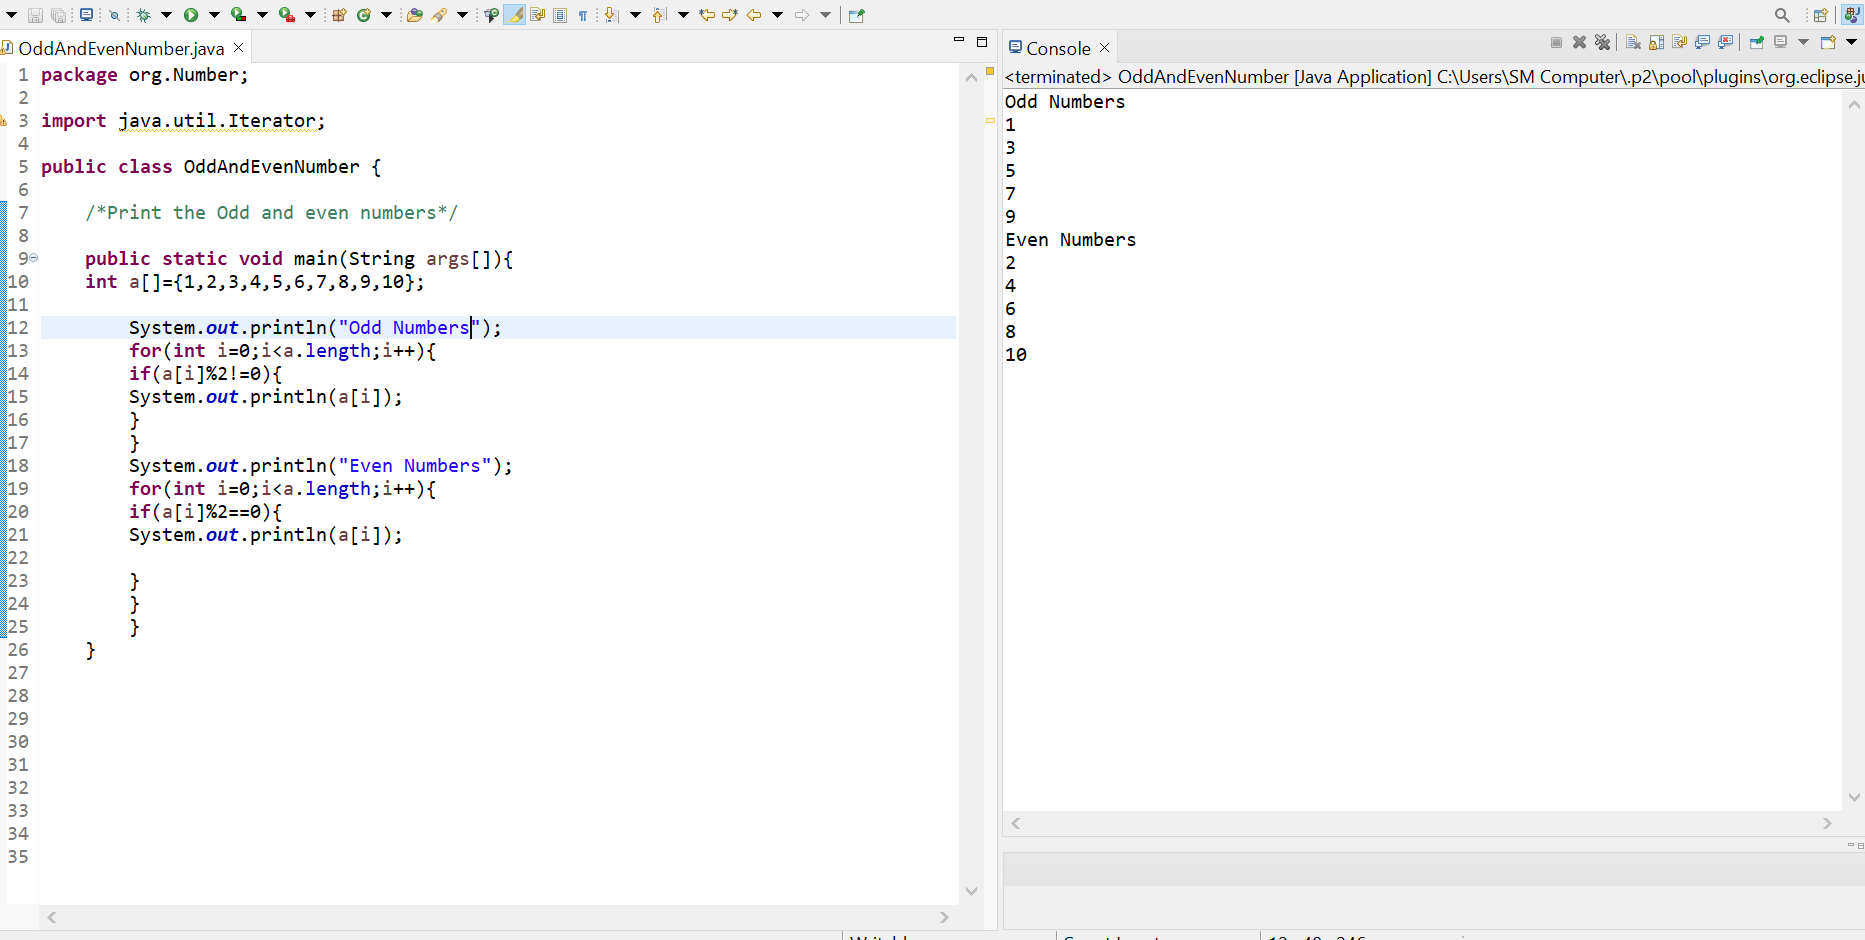 OddAndEvenNumber.java
1 package org.Number;
2
3 import java.util.Iterator;
4
5 public class OddAndEvenNumber {
6
7 /*Print the Odd and even numbers*/
8
9 public static void main(String args[]){
10 int a[]={1,2,3,4,5,6,7,8,9,10};
11
12 System.out.println("Odd Numbers");
13 for(int i=0;i<a.length;i++){
14 if(a[i]%2!=0){
15 System.out.println(a[i]);
16 }
17 }
18 System.out.println("Even Numbers");
19 for(int i=0;i<a.length;i++){
20 if(a[i]%2==0){
21 System.out.println(a[i]);
22
23 }
24 }
25 }
26 }
27
28
29
30
31
32
33
34
35
Console
<terminated> OddAndEvenNumber [Java Application] C:\Users\SM Computer\.p2\pool\plugins\org.eclipse.ju
Odd Numbers
1
3
5
7
9
Even Numbers
2
4
6
8
10